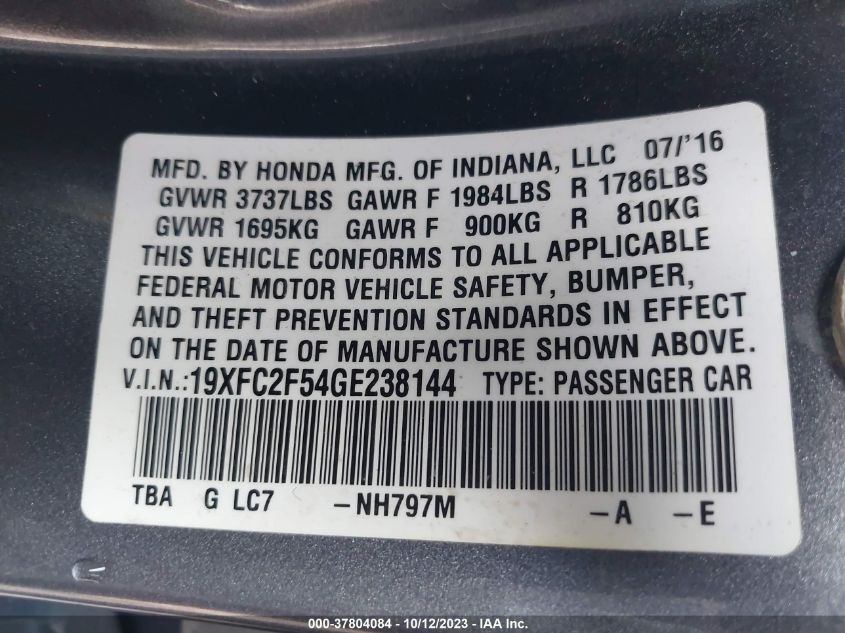 MFD. BY HONDA MFG. OF INDIANA, LLC 07/'16
GVWR 3737LBS GAWR F 1984LBS R 1786LBS
GVWR 1695KG GAWR F 900KG R 810KG
THIS VEHICLE CONFORMS TO ALL APPLICABLE
FEDERAL MOTOR VEHICLE SAFETY, BUMPER,
AND THEFT PREVENTION STANDARDS IN EFFECT
ON THE DATE OF MANUFACTURE SHOWN ABOVE.
V.I.N.:19XFC2F54GE238144 TYPE: PASSENGER CAR
TBA G LC7 –NH797M –A –E
000-37804084 - 10/12/2023 - IAA Inc.